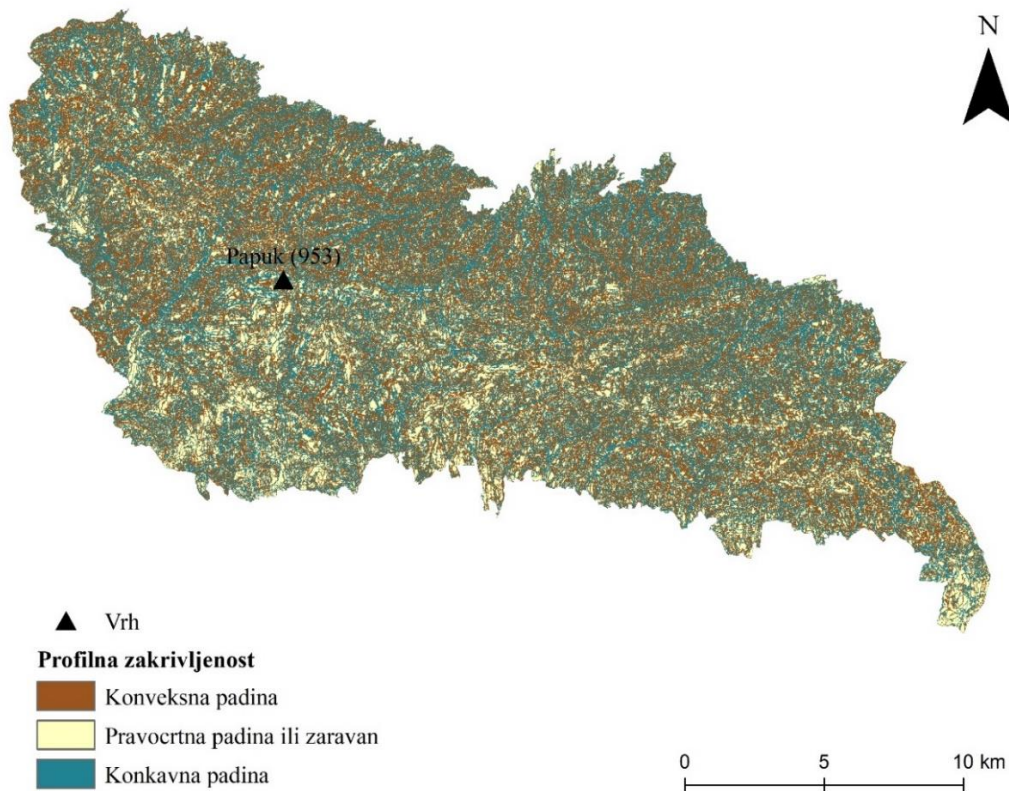 N
Papuk (953)
Vrh
Profilna zakrivljenost
Konveksna padina
Pravocrtna padina ili zaravan
Konkavna padina
0 5 10 km